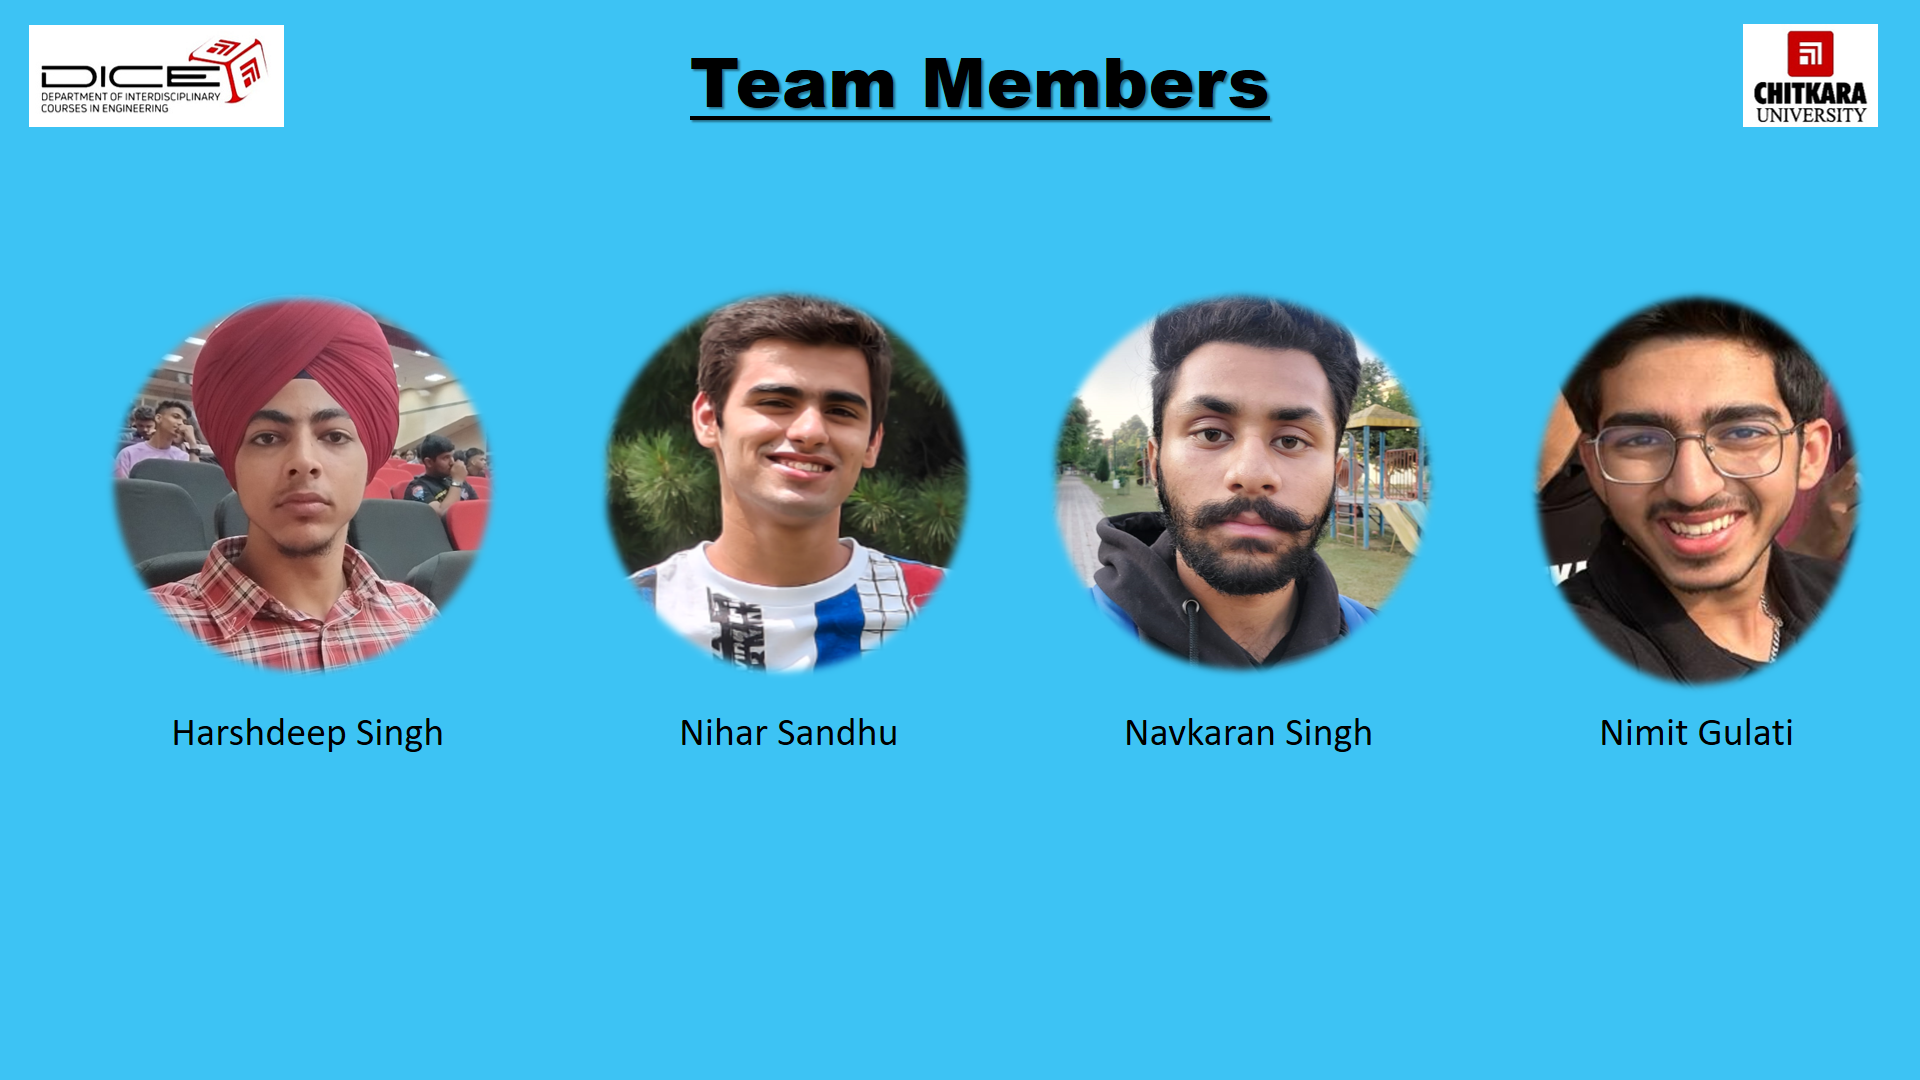 DICE
DEPARTMENT OF INTERDISCIPLINARY
COURSES IN ENGINEERING
Team Members
CHITKARA
UNIVERSITY
Harshdeep Singh
Nihar Sandhu
Navkaran Singh
Nimit Gulati